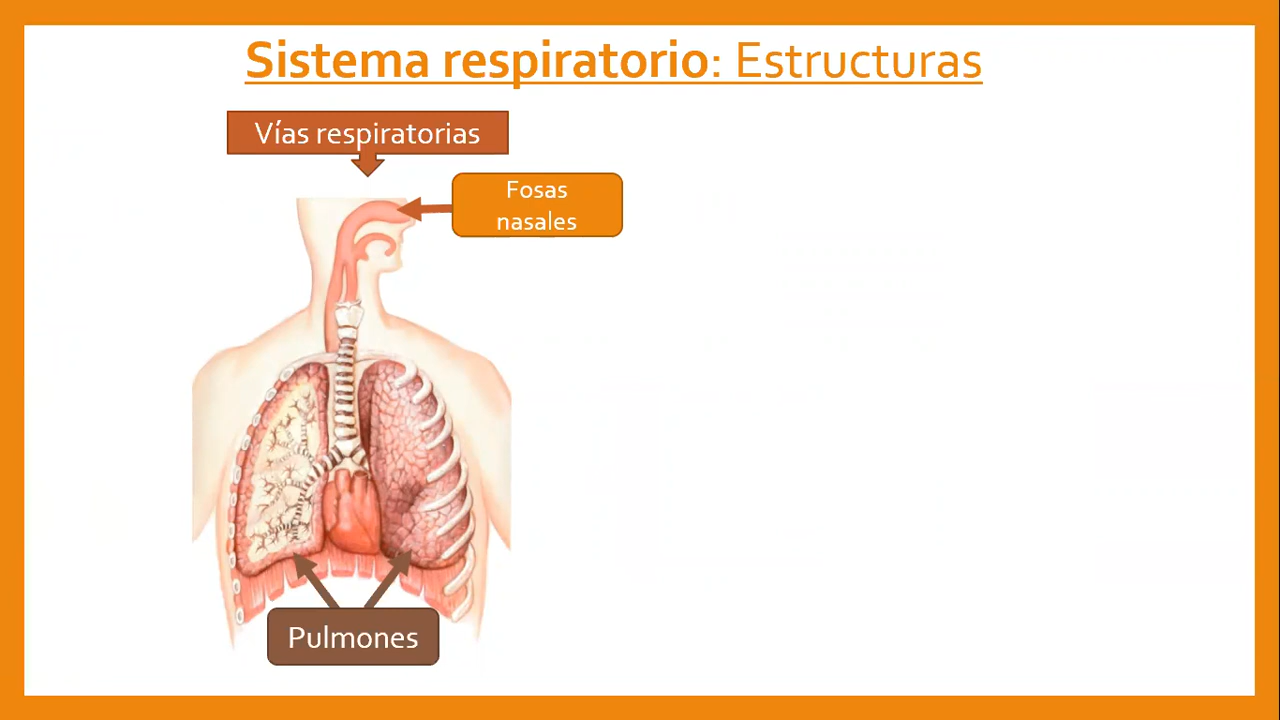 Sistema respiratorio: Estructuras
Vías respiratorias
Fosas
nasales
Pulmones